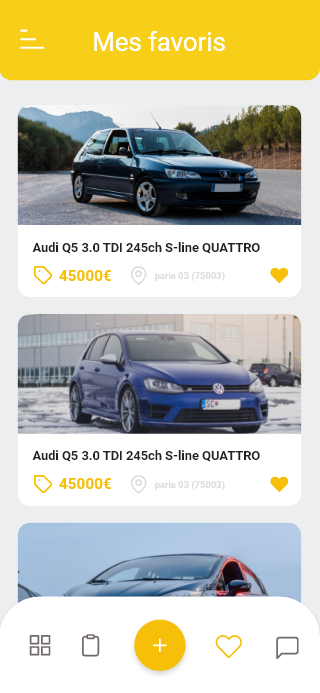 Mes favoris
Audi Q5 3.0 TDI 245ch S-line QUATTRO
45000€ paris 03 (75003)
Audi Q5 3.0 TDI 245ch S-line QUATTRO
45000€ paris 03 (75003)